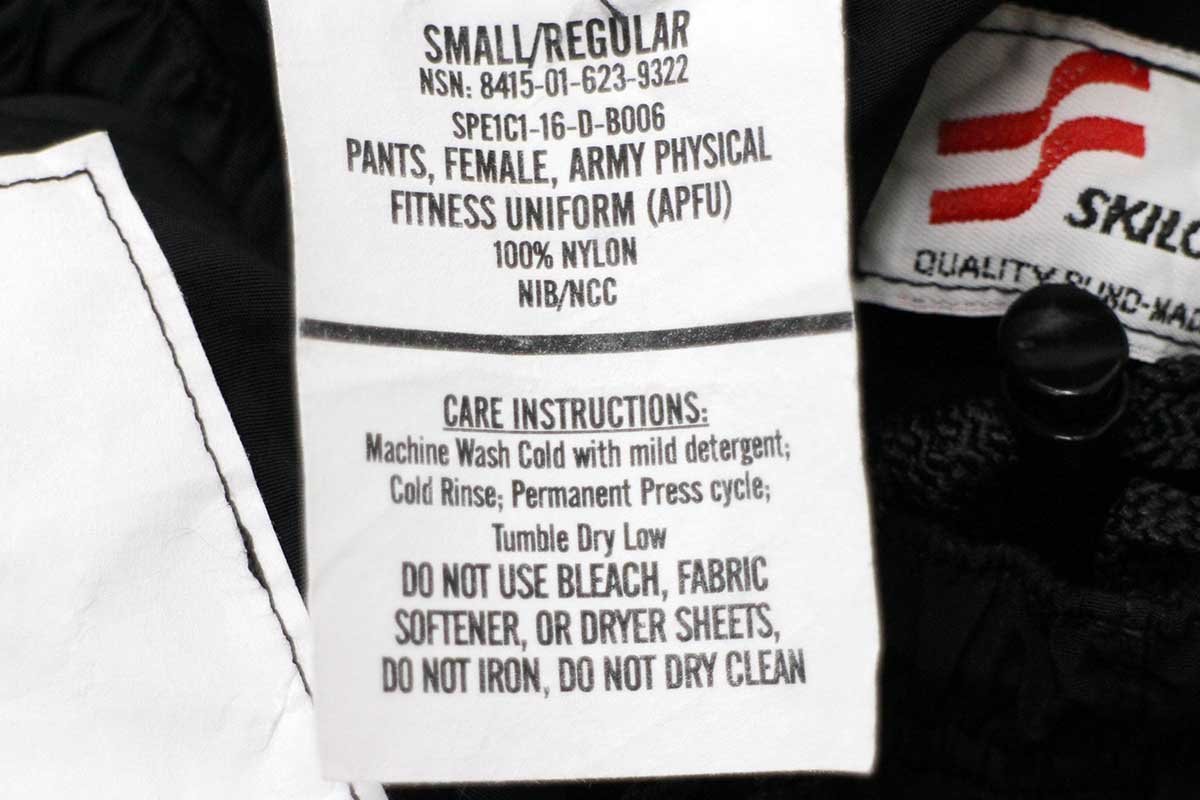 SMALL/REGULAR
NSN: 8415-01-623-9322
SPE1C1-16-D-B006
PANTS, FEMALE, ARMY PHYSICAL
FITNESS UNIFORM (APFU)
100% NYLON
NIB/NCC
CARE INSTRUCTIONS:
Machine Wash Cold with mild detergent;
Cold Rinse; Permanent Press cycle;
Tumble Dry Low
DO NOT USE BLEACH, FABRIC
SOFTENER, OR DRYER SHEETS,
DO NOT IRON, DO NOT DRY CLEAN
QUALITY